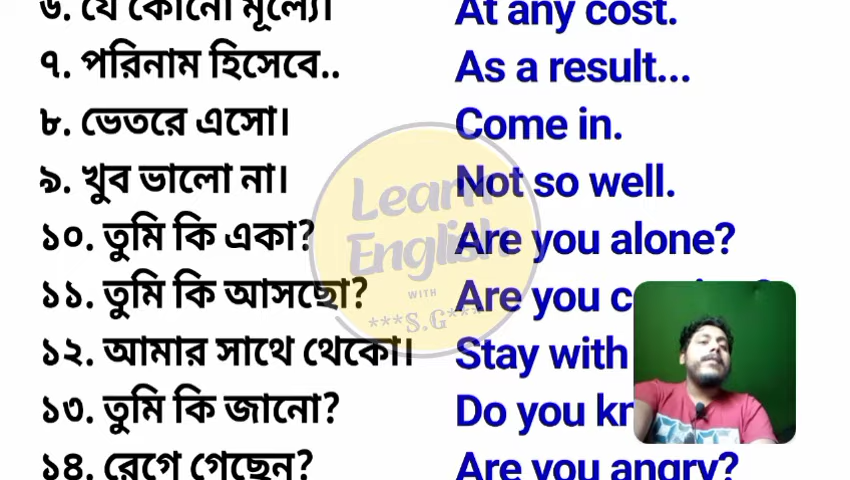 ৬. যে কোনো মূল্যে। At any cost.
৭. পরিনাম হিসেবে.. As a result...
৮. ভেতরে এসো। Come in.
৯. খুব ভালো না। Not so well.
১০. তুমি কি একা? Are you alone?
১১. তুমি কি আসছো? Are you
১২. আমার সাথে থেকো। Stay with
১৩. তুমি কি জানো? Do you
১৪. রেগে গেছেন? Are you angry?
Learn
English
WITH
***S.G***